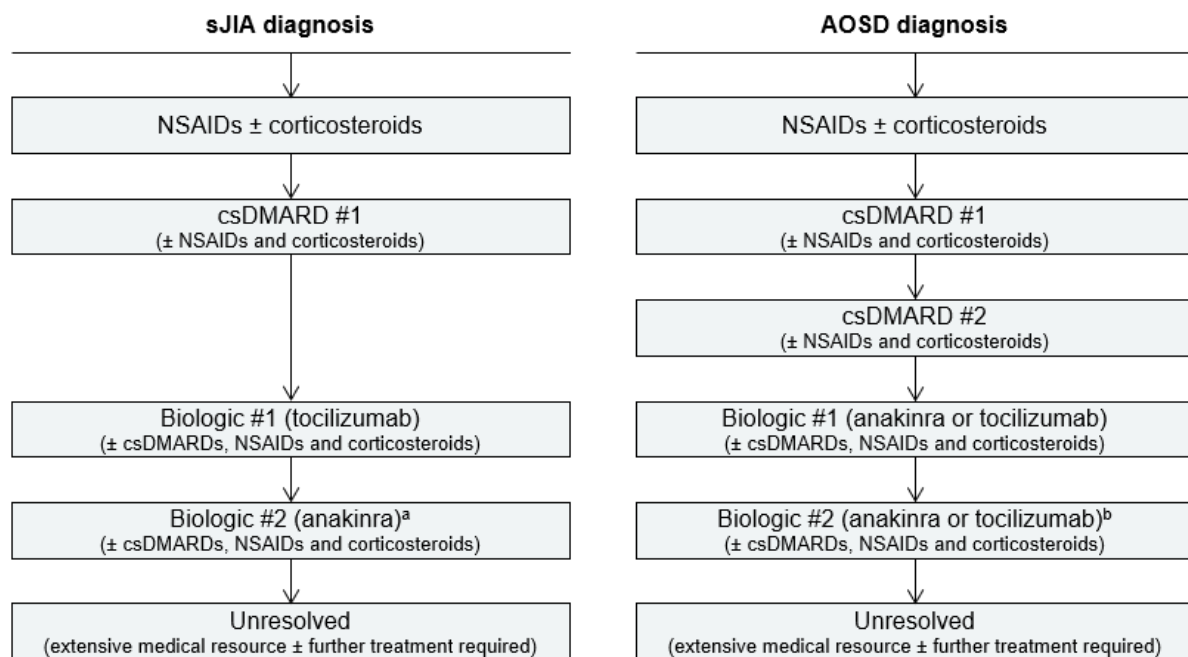 sJIA diagnosis
NSAIDs ± corticosteroids
csDMARD #1
(± NSAIDs and corticosteroids)
Biologic #1 (tocilizumab)
(± csDMARDs, NSAIDs and corticosteroids)
Biologic #2 (anakinra)ᵃ
(± csDMARDs, NSAIDs and corticosteroids)
Unresolved
(extensive medical resource ± further treatment required)
AOSD diagnosis
NSAIDs ± corticosteroids
csDMARD #1
(± NSAIDs and corticosteroids)
csDMARD #2
(± NSAIDs and corticosteroids)
Biologic #1 (anakinra or tocilizumab)
(± csDMARDs, NSAIDs and corticosteroids)
Biologic #2 (anakinra or tocilizumab)ᵇ
(± csDMARDs, NSAIDs and corticosteroids)
Unresolved
(extensive medical resource ± further treatment required)